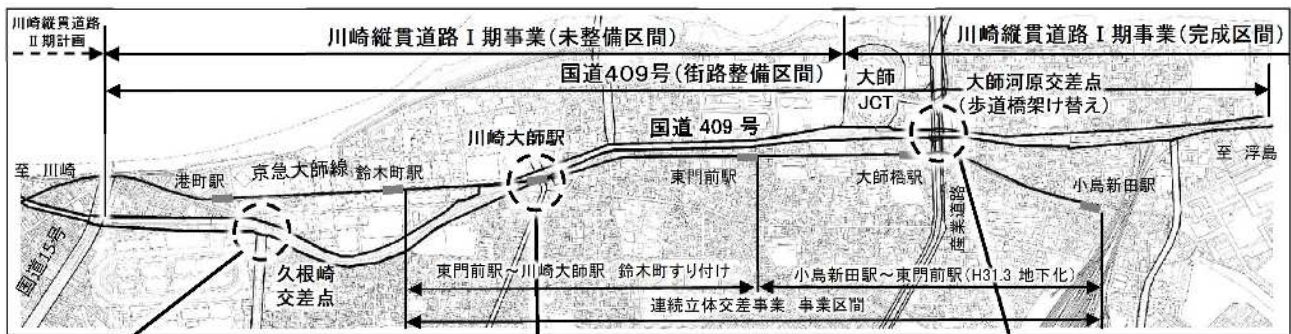 川崎縦貫道路
Ⅱ期計画
川崎縦貫道路Ⅰ期事業(未整備区間)
川崎縦貫道路Ⅰ期事業(完成区間)
国道409号(街路整備区間)
大師
JCT
大師河原交差点
(歩道橋架け替え)
川崎大師駅
国道409号
至 川崎
港町駅
京急大師線
鈴木町駅
東門前駅
大師橋駅
至 浮島
小島新田駅
国道15号
久根崎
交差点
産業道路
東門前駅~川崎大師駅 鈴木町すり付け
小島新田駅~東門前駅(H31.3 地下化)
連続立体交差事業 事業区間